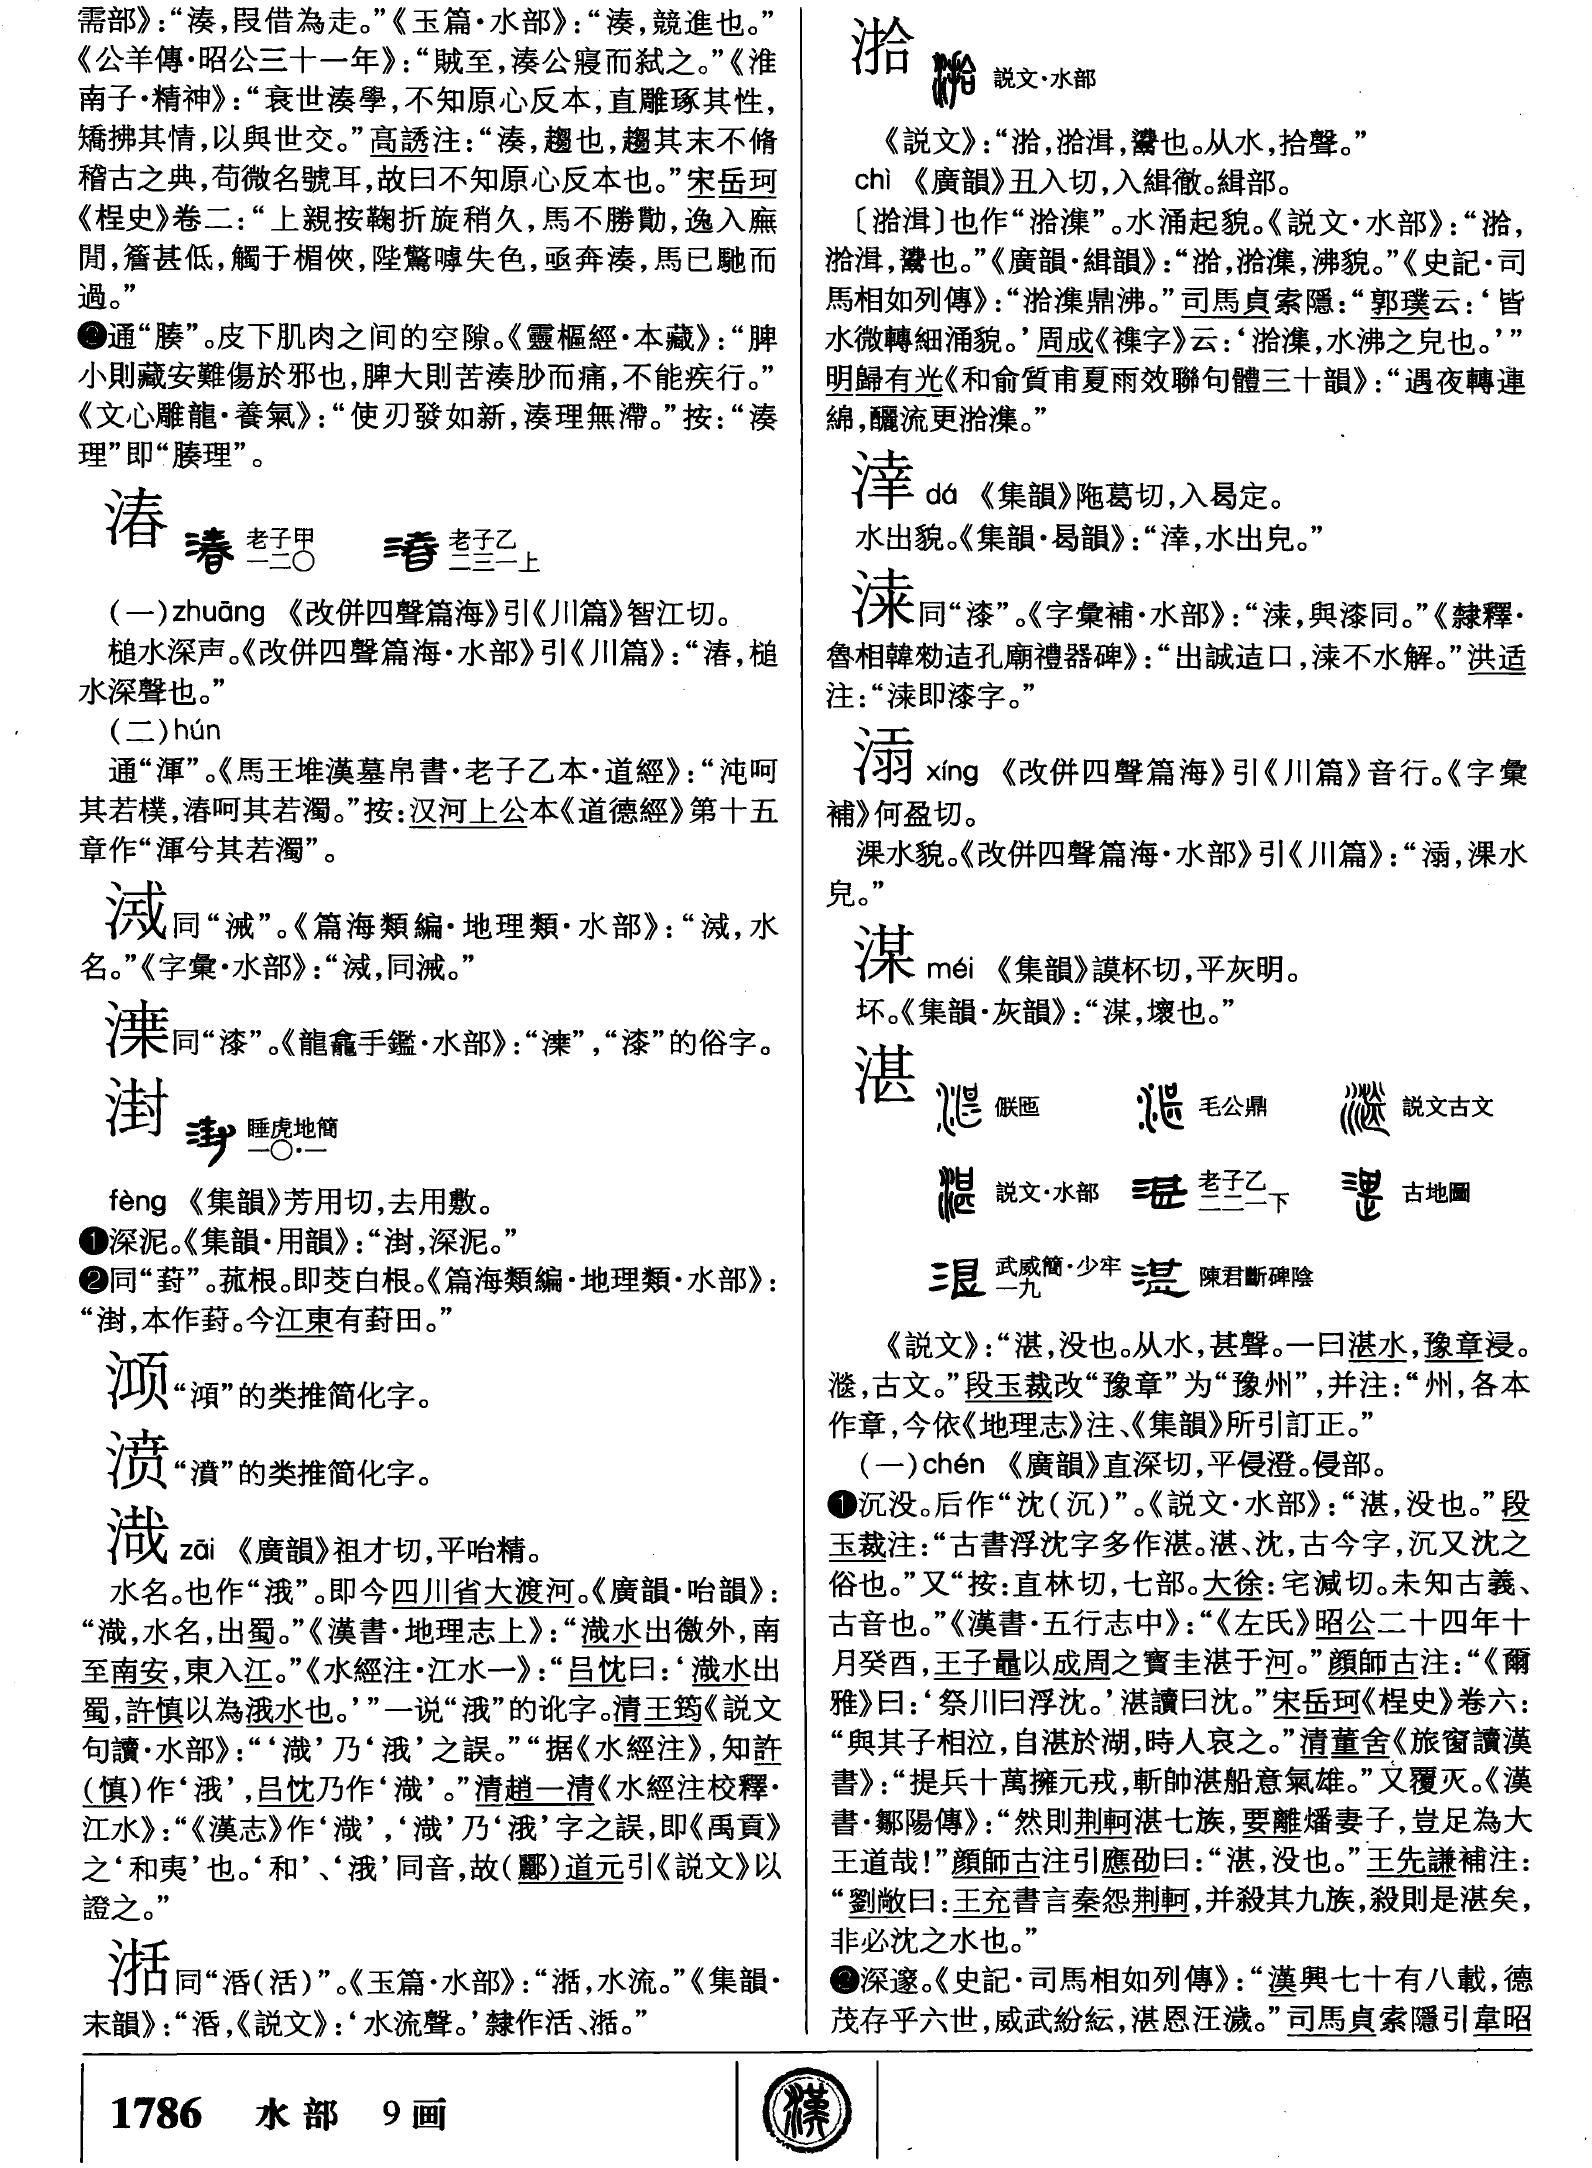 需部》：“湊，叚借為走。”《玉篇·水部》：“湊，競進也。”
《公羊傳·昭公三十一年》：“賊至，湊公寢而弑之。”《淮
南子·精神》：“衰世湊學，不知原心反本，直雕琢其性，
矯拂其情，以與世交。”高誘注：“湊，趨也，趨其末不脩
稽古之典，苟微名號耳，故曰不知原心反本也。”宋岳珂
《桯史》卷二：“上親按鞠折旋稍久，馬不勝勚，逸入廡
閒，簷甚低，觸于楣俠，陛驚嘑失色，亟奔湊，馬已馳而
過。”
❷通“腠”。皮下肌肉之间的空隙。《靈樞經·本藏》：“脾
小則藏安難傷於邪也，脾大則苦湊䏚而痛，不能疾行。”
《文心雕龍·養氣》：“使刃發如新，湊理無滯。”按：“湊
理”即“腠理”。
湷 老子甲一二〇 老子乙二三一上
（一）zhuāng 《改併四聲篇海》引《川篇》智江切。
槌水深声。《改併四聲篇海·水部》引《川篇》：“湷，槌
水深聲也。”
（二）hún
通“渾”。《馬王堆漢墓帛書·老子乙本·道經》：“沌呵
其若樸，湷呵其若濁。”按：汉河上公本《道德經》第十五
章作“渾兮其若濁”。
同“㴒”。《篇海類編·地理類·水部》：“，水
名。”《字彙·水部》：“，同。”
同“漆”。《龍龕手鑑·水部》：“”，“漆”的俗字。
湗 睡虎地簡一〇·一
fèng 《集韻》芳用切，去用敷。
❶深泥。《集韻·用韻》：“湗，深泥。”
❷同“葑”。菰根。即茭白根。《篇海類編·地理類·水部》：
“湗，本作葑。今江東有葑田。”
“澒”的类推简化字。
“濆”的类推简化字。
渽 zāi 《廣韻》祖才切，平咍精。
水名。也作“涐”。即今四川省大渡河。《廣韻·咍韻》：
“渽，水名，出蜀。”《漢書·地理志上》：“渽水出徼外，南
至南安，東入江。”《水經注·江水一》：“吕忱曰：‘渽水出
蜀，許慎以為涐水也。’”一说“涐”的讹字。清王筠《説文
句讀·水部》：“‘渽’乃‘涐’之誤。”“据《水經注》，知許
（慎）作‘涐’，吕忱乃作‘渽’。”清趙一清《水經注校釋·
江水》：“《漢志》作‘渽’，‘渽’乃‘涐’字之誤，即《禹貢》
之‘和夷’也。‘和’、‘涐’同音，故（酈）道元引《説文》以
證之。”
湉同“𣴠（活）”。《玉篇·水部》：“，水流。”《集韻·
末韻》：“𣴠，《説文》：‘水流聲。’隸作活、。”
湁 説文·水部
《説文》：“湁，湁湒，鬻也。从水，拾聲。”
chì 《廣韻》丑入切，入緝徹。緝部。
〔湁湒〕也作“湁潗”。水涌起貌。《説文·水部》：“湁，
湁湒，鬻也。”《廣韻·緝韻》：“湁，湁潗，沸貌。”《史記·司
馬相如列傳》：“湁潗鼎沸。”司馬貞索隱：“郭璞云：‘皆
水微轉細涌貌。’周成《襍字》云：‘湁潗，水沸之皃也。’”
明歸有光《和俞質甫夏雨效聯句體三十韻》：“遇夜轉連
綿，釃流更湁潗。”
dá 《集韻》陁葛切，入曷定。
水出貌。《集韻·曷韻》：“，水出皃。”
同“漆”。《字彙補·水部》：“，與漆同。”《隸釋·
魯相韓勑造孔廟禮器碑》：“出誠造口，不水解。”洪适
注：“即漆字。”
xíng 《改併四聲篇海》引《川篇》音行。《字彙
補》何盈切。
淉水貌。《改併四聲篇海·水部》引《川篇》：“，淉水
皃。”
湈 méi 《集韻》謨杯切，平灰明。
坏。《集韻·灰韻》：“湈，壞也。”
湛 倗匜 毛公鼎 説文古文
説文·水部 老子乙二二一下 古地圖
武威簡·少牢一九 陳君斷碑陰
《説文》：“湛，没也。从水，甚聲。一曰湛水，豫章浸。
，古文。”段玉裁改“豫章”为“豫州”，并注：“州，各本
作章，今依《地理志》注、《集韻》所引訂正。”
（一）chén 《廣韻》直深切，平侵澄。侵部。
❶沉没。后作“沈（沉）”。《説文·水部》：“湛，没也。”段
玉裁注：“古書浮沈字多作湛。湛、沈，古今字，沉又沈之
俗也。”又“按：直林切，七部。大徐：宅減切。未知古義、
古音也。”《漢書·五行志中》：“《左氏》昭公二十四年十
月癸酉，王子鼂以成周之寶圭湛于河。”顔師古注：“《爾
雅》曰：‘祭川曰浮沈。’湛讀曰沈。”宋岳珂《桯史》卷六：
“與其子相泣，自湛於湖，時人哀之。”清董舍《旅窗讀漢
書》：“提兵十萬擁元戎，斬帥湛船意氣雄。”又覆灭。《漢
書·鄒陽傳》：“然則荆軻湛七族，要離燔妻子，豈足為大
王道哉！”顔師古注引應劭曰：“湛，没也。”王先謙補注：
“劉敞曰：王充書言秦怨荆軻，并殺其九族，殺則是湛矣，
非必沈之水也。”
❷深邃。《史記·司馬相如列傳》：“漢興七十有八載，德
茂存乎六世，威武紛紜，湛恩汪濊。”司馬貞索隱引韋昭
1786 水部 9画
漢